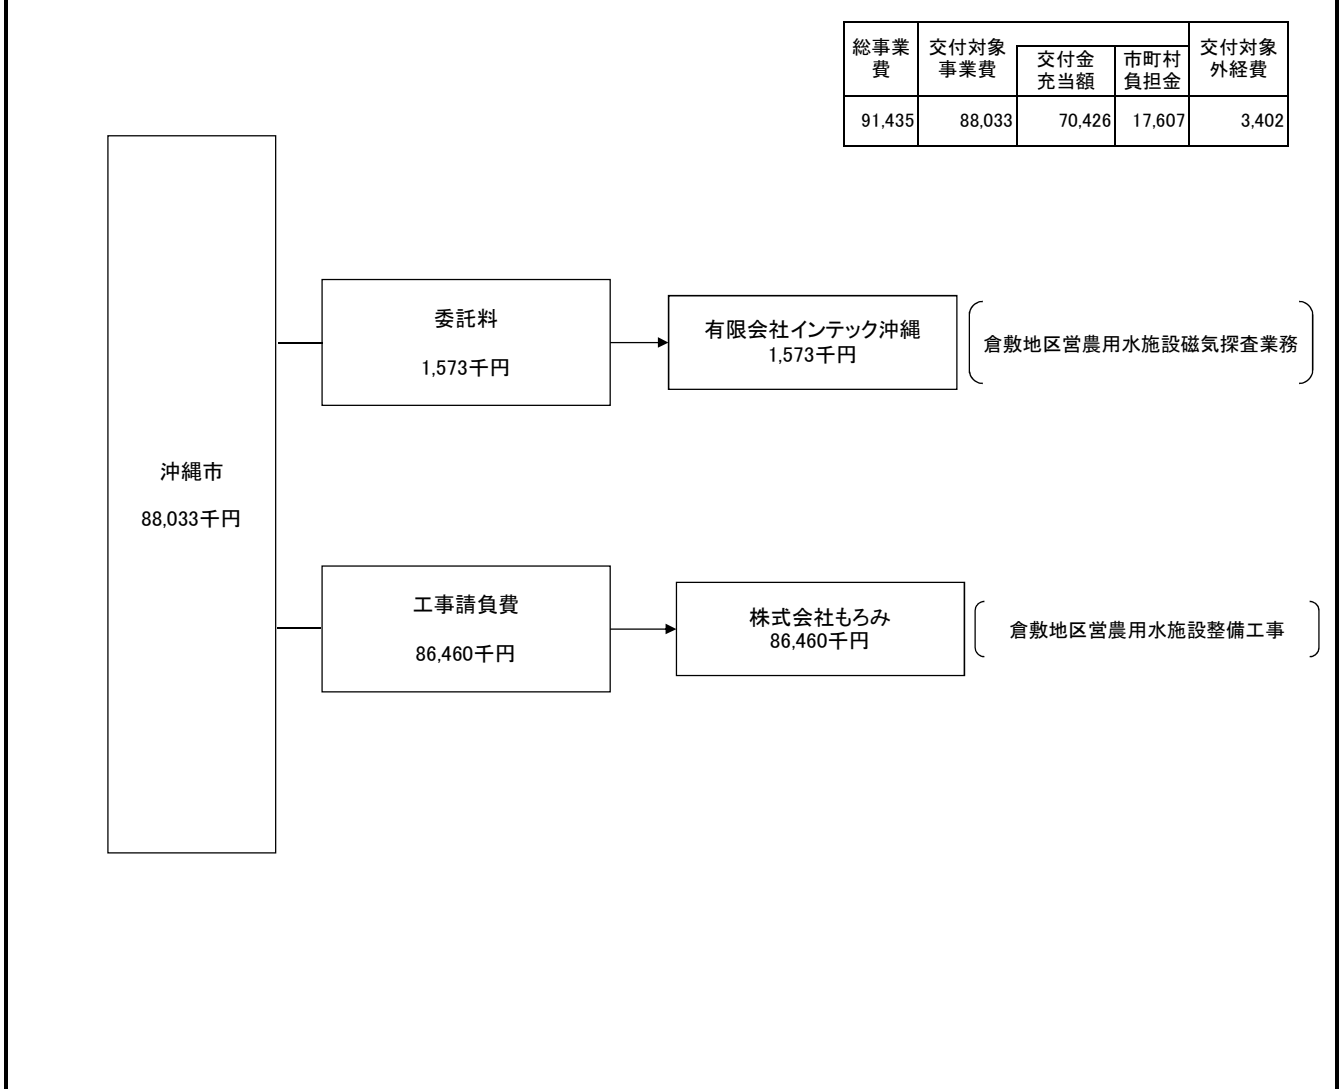 総事業
費
交付対象
事業費
交付金
充当額
市町村
負担金
交付対象
外経費
91,435
88,033
70,426
17,607
3,402
委託料
1,573千円
有限会社インテック沖縄
1,573千円
倉敷地区営農用水施設磁気探査業務
沖縄市
88,033千円
工事請負費
86,460千円
株式会社もろみ
86,460千円
倉敷地区営農用水施設整備工事